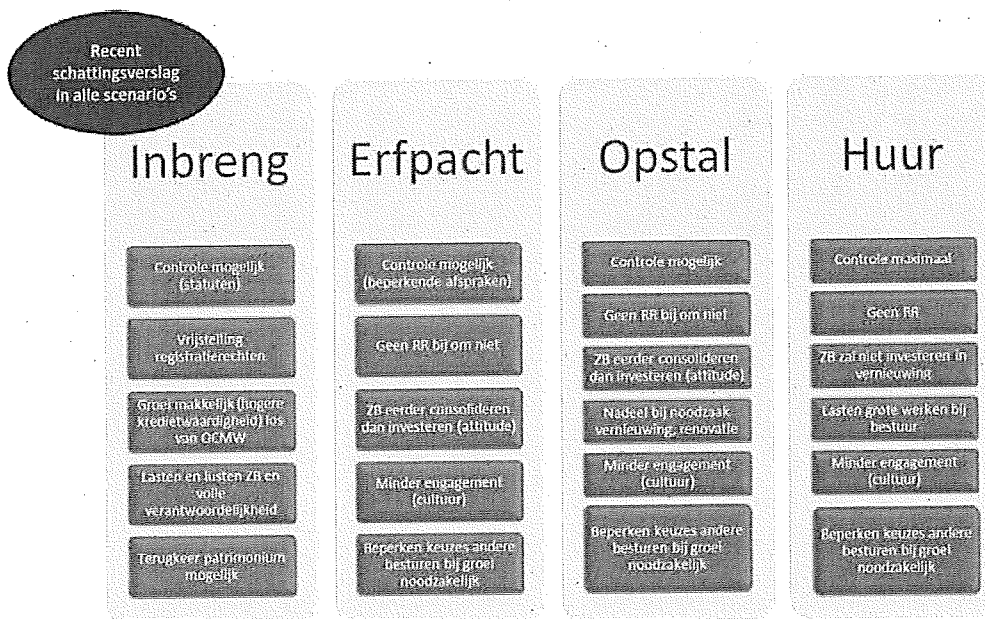 Recent
schattingsverslag
in alle scenario's
Inbreng
Controle mogelijk
(statuten)
Vrijstelling
registratierechten
Groei makkelijk (hogere
kredietwaardigheid) los
van OCMW
Lasten en lusten ZB en
volle
verantwoordelijkheid
Terugkeer patrimonium
mogelijk
Erfpacht
Controle mogelijk
(beperkende afspraken)
Geen RR bij om niet
ZB eerder consolideren
dan investeren (attitude)
Minder engagement
(cultuur)
Beperken keuzes andere
besturen bij groei
noodzakelijk
Opstal
Controle mogelijk
Geen RR bij om niet
ZB eerder consolideren
dan investeren (attitude)
Nadeel bij noodzaak
vernieuwing, renovatie
Minder engagement
(cultuur)
Beperken keuzes andere
besturen bij groei
noodzakelijk
Huur
Controle maximaal
Geen RR
ZB zal niet investeren in
vernieuwing
Lasten grote werken bij
bestuur
Minder engagement
(cultuur)
Beperken keuzes andere
besturen bij groei
noodzakelijk